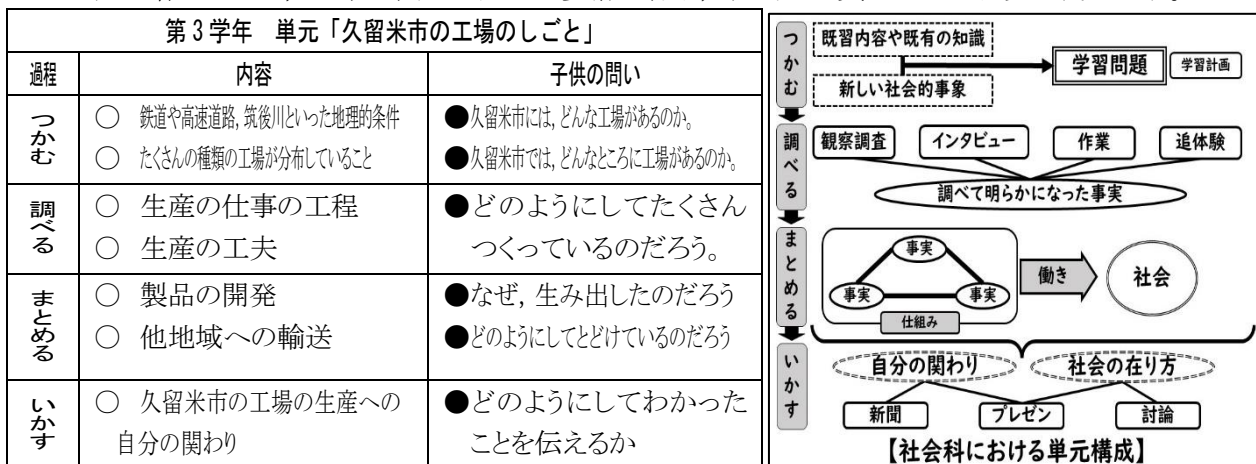 第3学年　単元「久留米市の工場のしごと」
過程　内容　子供の問い
つかむ
○　鉄道や高速道路，筑後川といった地理的条件
○　たくさんの種類の工場が分布していること
●久留米市には，どんな工場があるのか。
●久留米市では，どんなところに工場があるのか。
調べる
○　生産の仕事の工程
○　生産の工夫
●どのようにしてたくさん
つくっているのだろう。
まとめる
○　製品の開発
○　他地域への輸送
●なぜ，生み出したのだろう
●どのようにしてとどけているのだろう
いかす
○　久留米市の工場の生産への
自分の関わり
●どのようにしてわかった
ことを伝えるか
つかむ
既習内容や既有の知識
新しい社会的事象
学習問題　学習計画
調べる
観察調査　インタビュー　作業　追体験
調べて明らかになった事実
まとめる
事実
事実　事実
仕組み
働き
社会
いかす
自分の関わり　社会の在り方
新聞　プレゼン　討論
【社会科における単元構成】